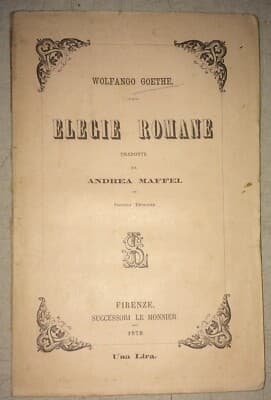 WOLFANGO GOETHE.
ELEGIE ROMANE
TRADOTTE
DA
ANDREA MAFFEI.
FIRENZE.
SUCCESSORI LE MONNIER
Una Lira.